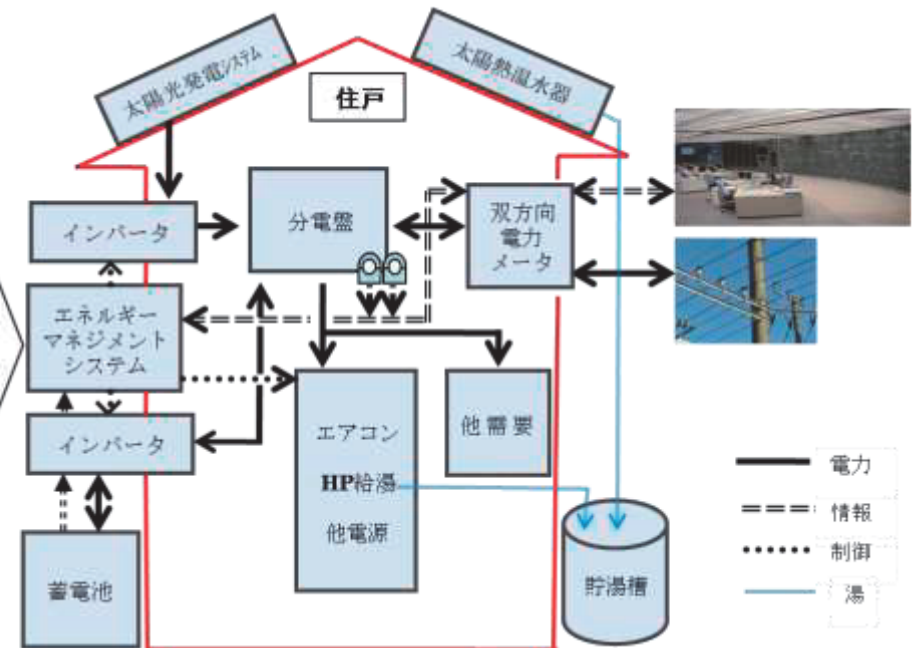 太陽光発電システム
太陽熱温水器
住戸
インバータ
分電盤
双方向
電力
メータ
エネルギー
マネジメント
システム
インバータ
エアコン
HP給湯
他電源
他需要
蓄電池
貯湯槽
電力
情報
制御
湯